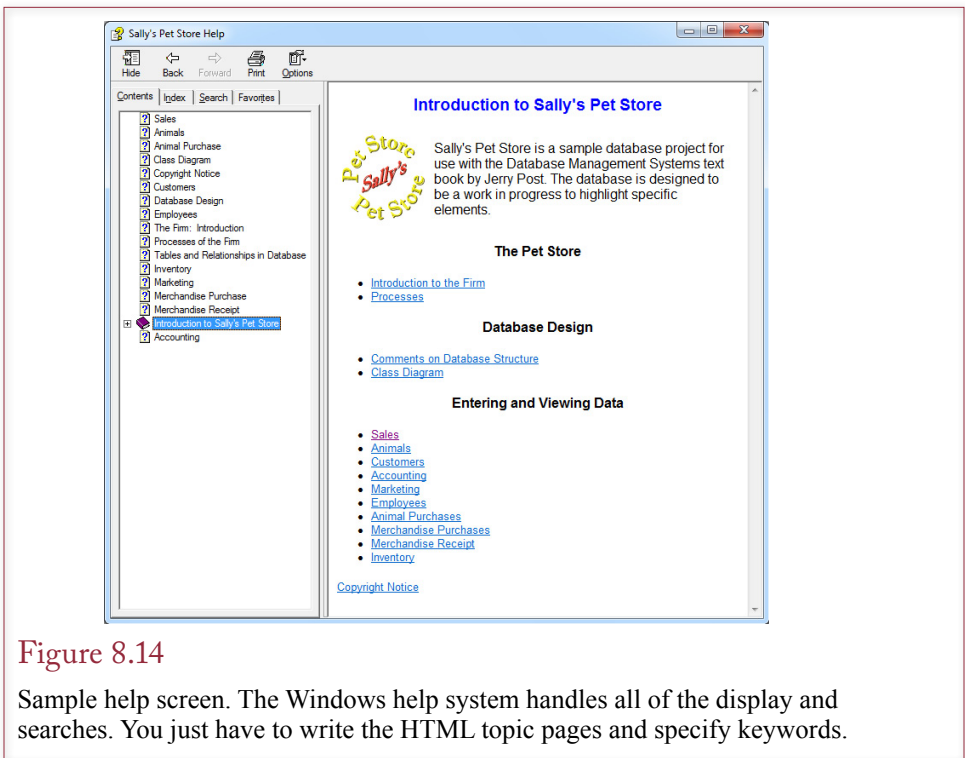 Sally's Pet Store Help
Hide Back Forward Print Options
Contents Index Search Favorites
Sales
Animals
Animal Purchase
Class Diagram
Copyright Notice
Customers
Database Design
Employees
The Firm: Introduction
Processes of the Firm
Tables and Relationships in Database
Inventory
Marketing
Merchandise Purchase
Merchandise Receipt
Introduction to Sally's Pet Store
Accounting
Introduction to Sally's Pet Store
Pet Store
Sally's
Pet Store
Sally's Pet Store is a sample database project for
use with the Database Management Systems text
book by Jerry Post. The database is designed to
be a work in progress to highlight specific
elements.
The Pet Store
• Introduction to the Firm
• Processes
Database Design
• Comments on Database Structure
• Class Diagram
Entering and Viewing Data
• Sales
• Animals
• Customers
• Accounting
• Marketing
• Employees
• Animal Purchases
• Merchandise Purchases
• Merchandise Receipt
• Inventory
Copyright Notice
Figure 8.14
Sample help screen. The Windows help system handles all of the display and
searches. You just have to write the HTML topic pages and specify keywords.